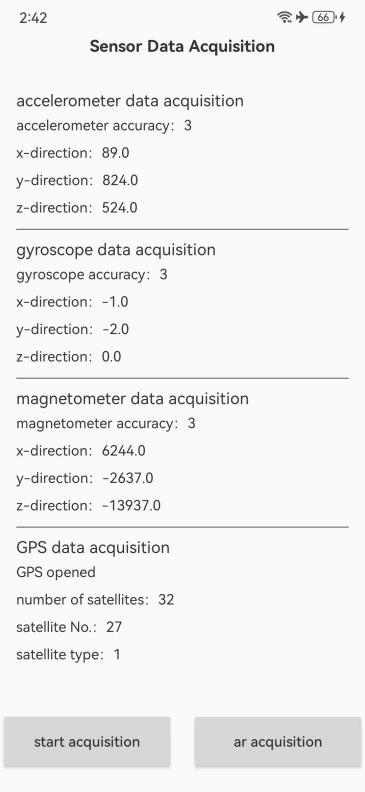 2:42 66
Sensor Data Acquisition
accelerometer data acquisition
accelerometer accuracy: 3
x-direction: 89.0
y-direction: 824.0
z-direction: 524.0
gyroscope data acquisition
gyroscope accuracy: 3
x-direction: -1.0
y-direction: -2.0
z-direction: 0.0
magnetometer data acquisition
magnetometer accuracy: 3
x-direction: 6244.0
y-direction: -2637.0
z-direction: -13937.0
GPS data acquisition
GPS opened
number of satellites: 32
satellite No.: 27
satellite type: 1
start acquisition ar acquisition